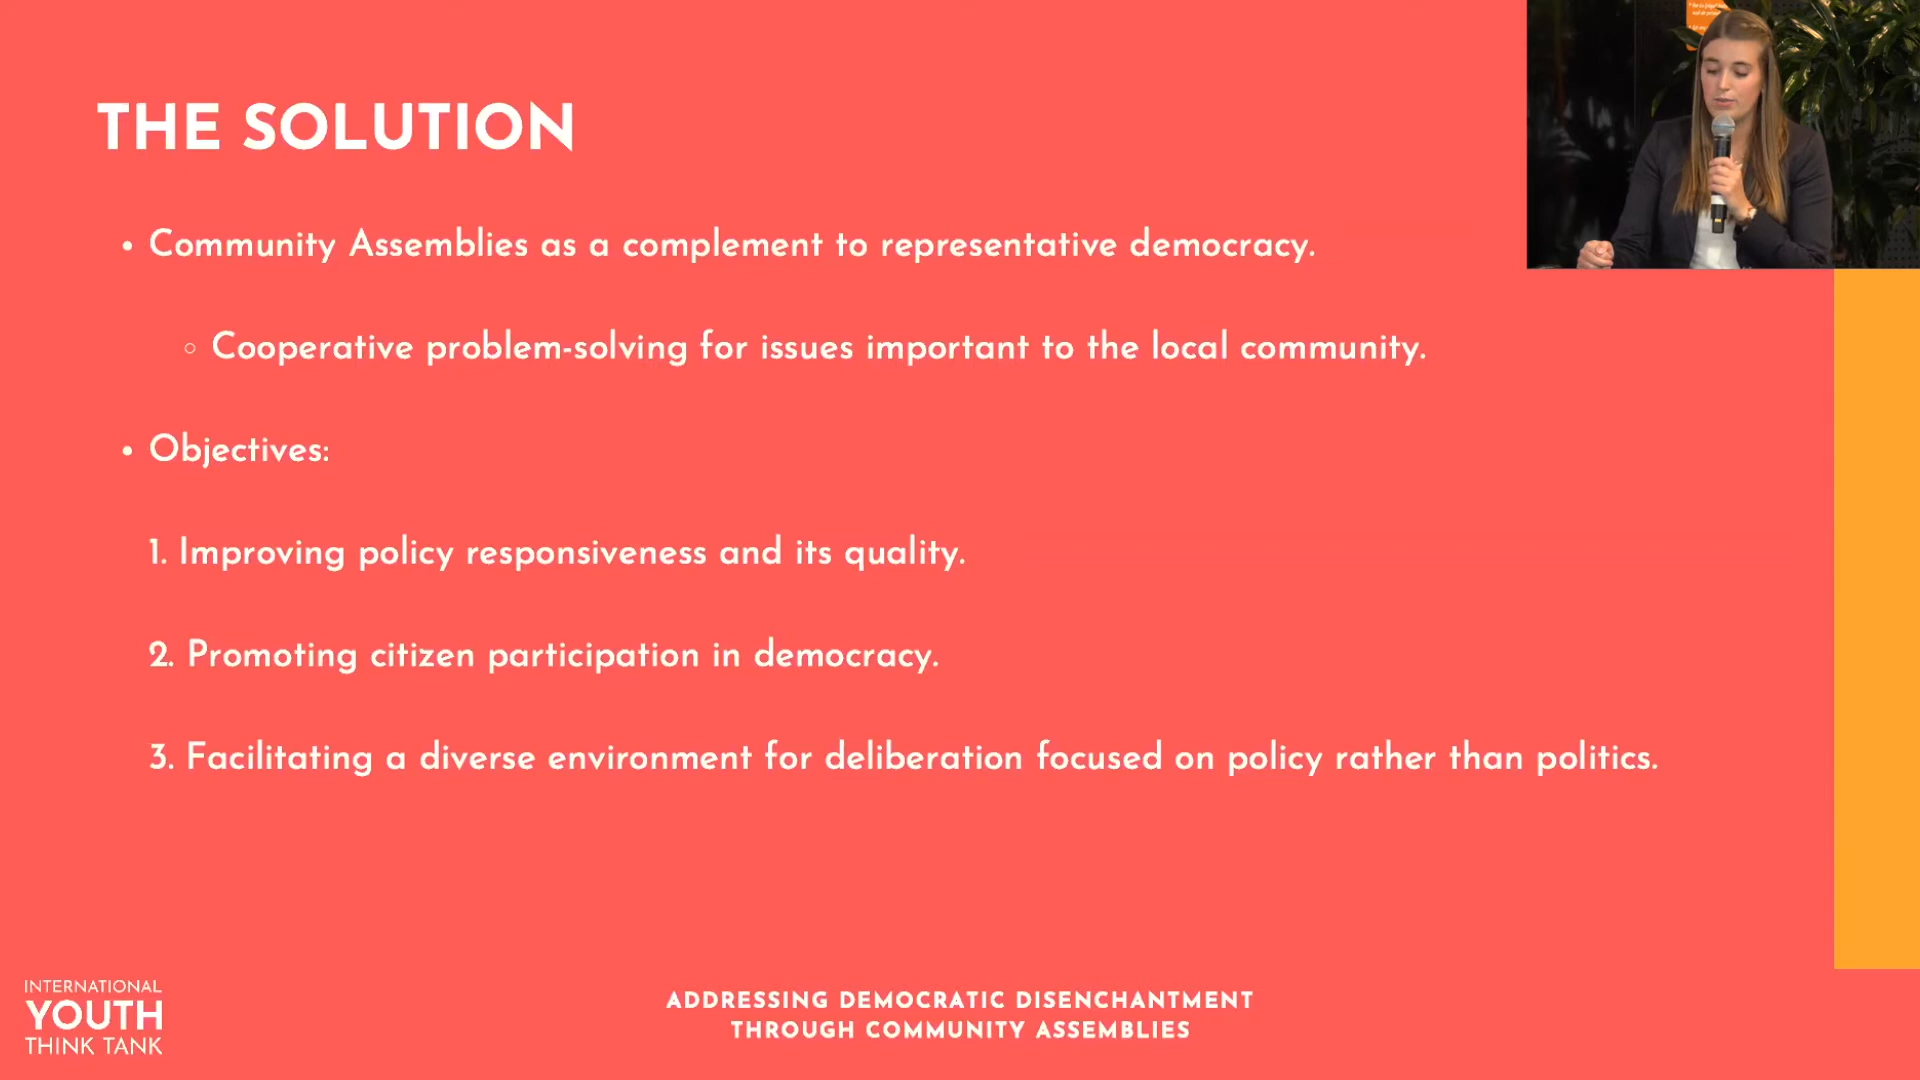 THE SOLUTION
• Community Assemblies as a complement to representative democracy.
◦ Cooperative problem-solving for issues important to the local community.
• Objectives:
1. Improving policy responsiveness and its quality.
2. Promoting citizen participation in democracy.
3. Facilitating a diverse environment for deliberation focused on policy rather than politics.
INTERNATIONAL
YOUTH
THINK TANK
ADDRESSING DEMOCRATIC DISENCHANTMENT
THROUGH COMMUNITY ASSEMBLIES